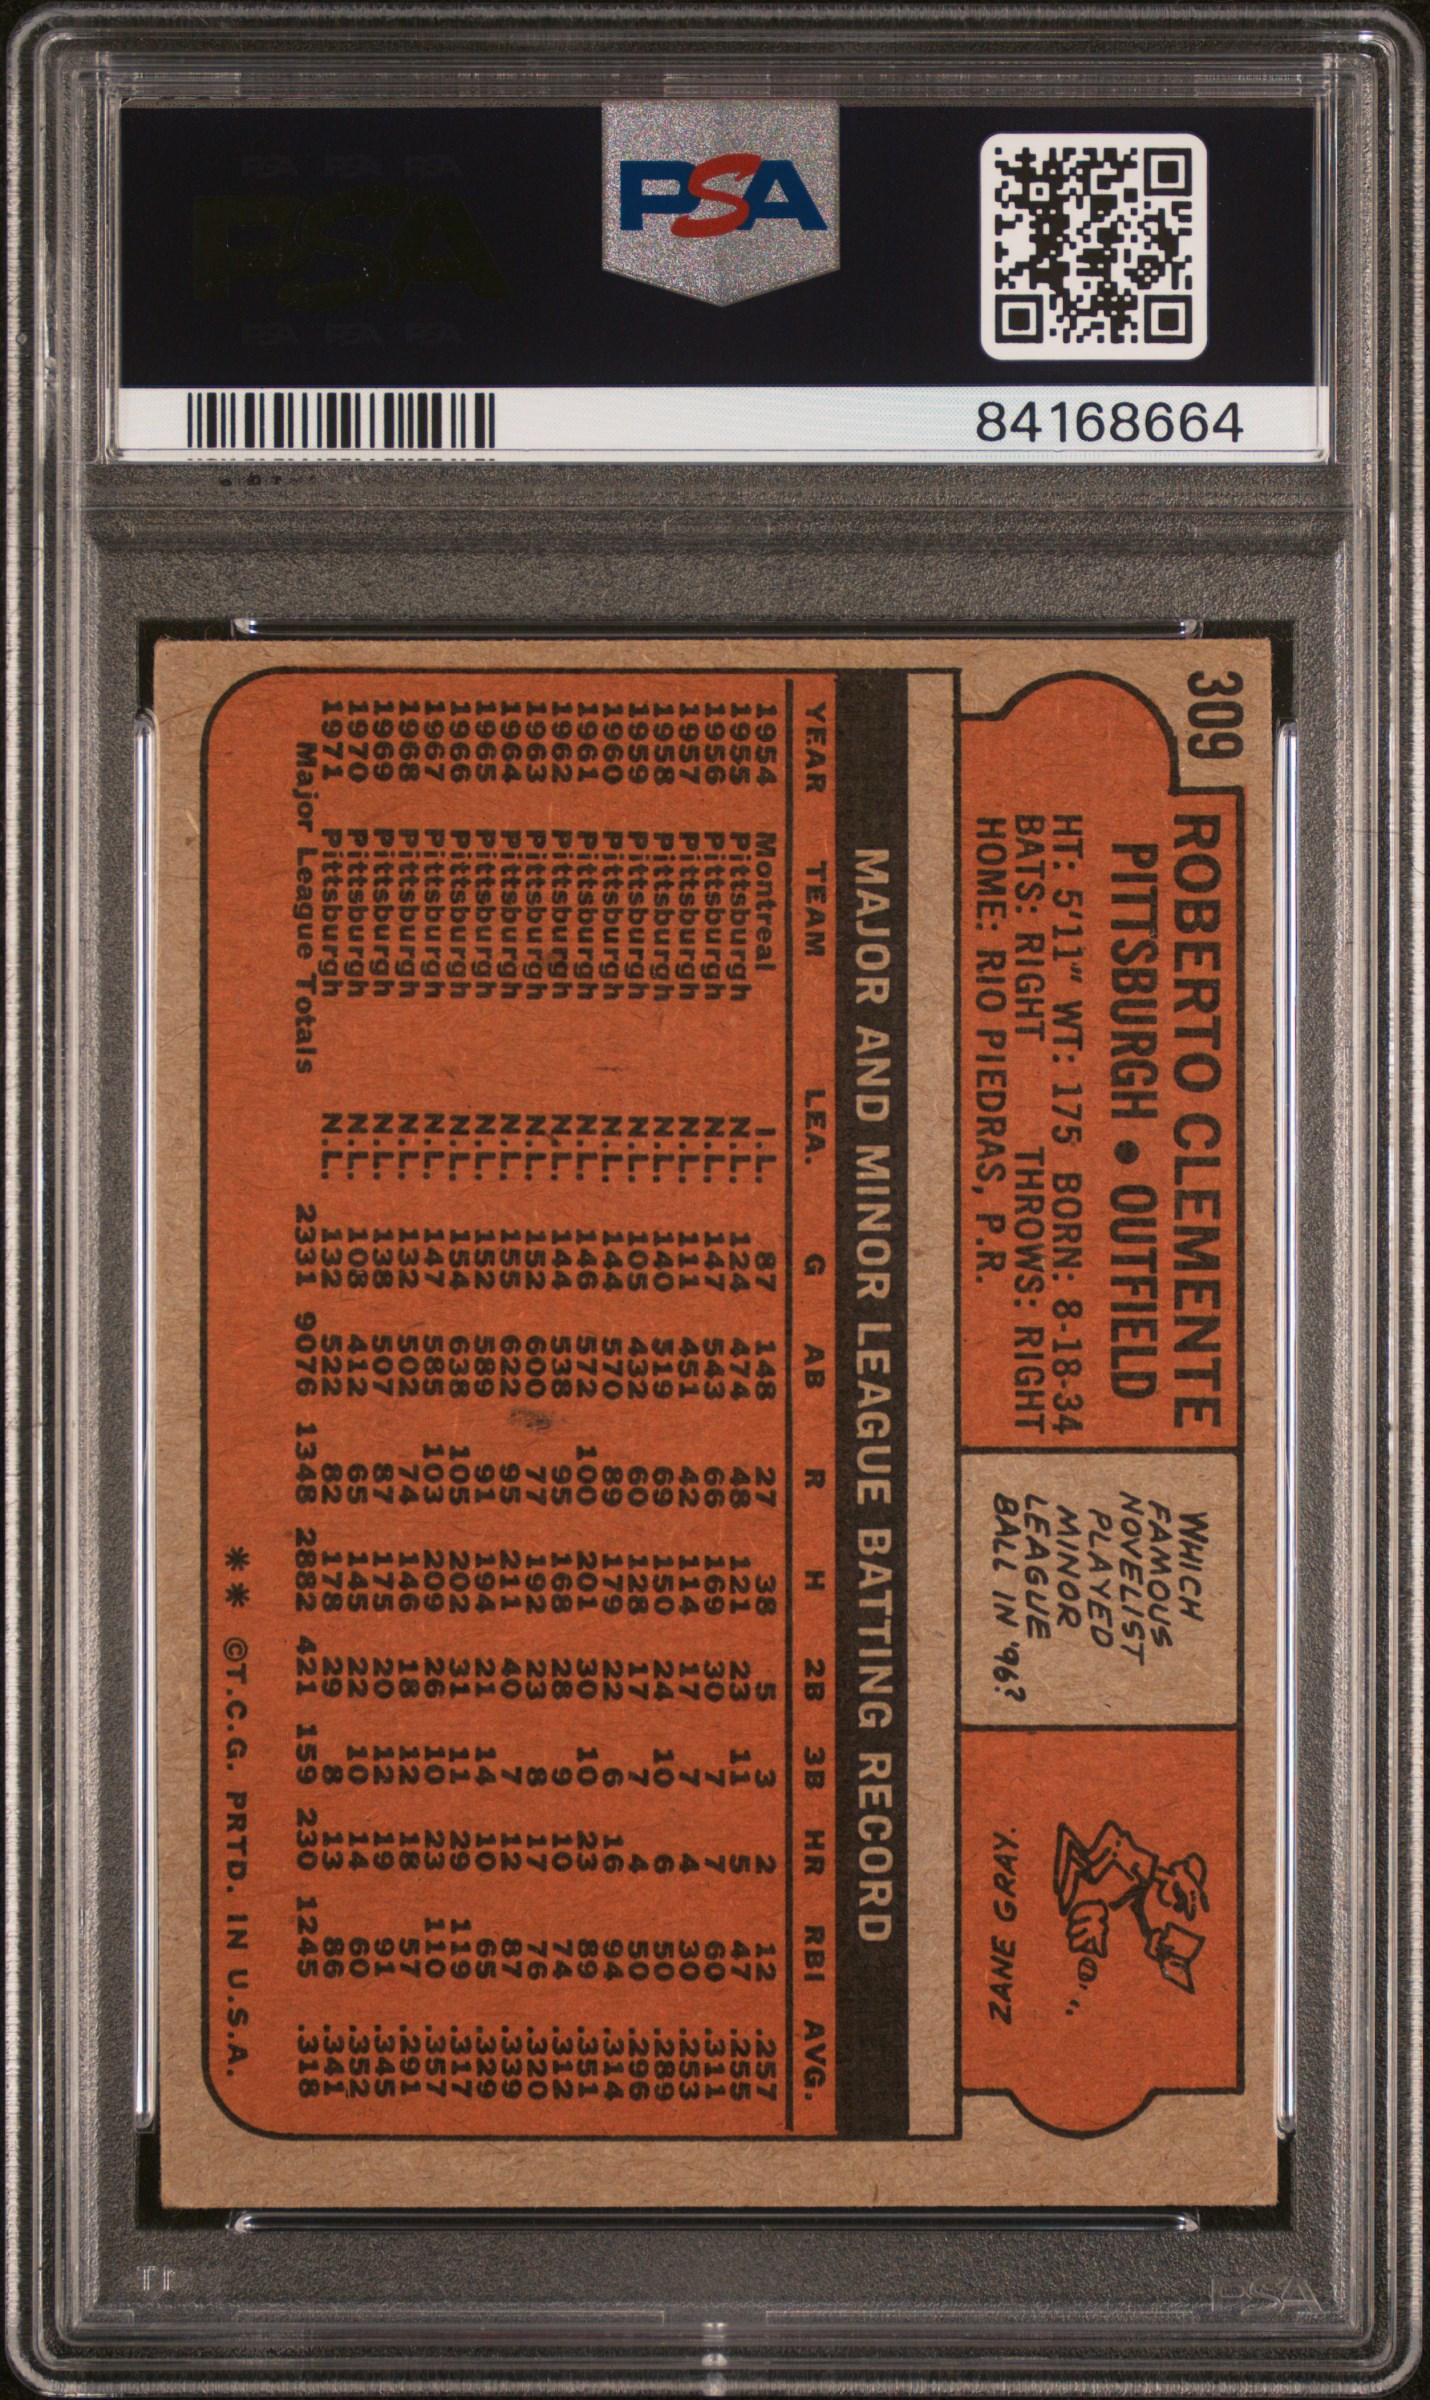 PSA PSA PSA
PSA
PSA PSA PSA
PSA
84168664
309
ROBERTO CLEMENTE
PITTSBURGH • OUTFIELD
HT: 5'11" WT: 175 BORN: 8-18-34
BATS: RIGHT THROWS: RIGHT
HOME: RIO PIEDRAS, P.R.
WHICH
FAMOUS
NOVELIST
PLAYED
MINOR
LEAGUE
BALL IN '96?
ZANE GRAY.
MAJOR AND MINOR LEAGUE BATTING RECORD
YEAR TEAM LEA. G AB R H 2B 3B HR RBI AVG.
1954 Montreal I.L. 87 148 27 38 5 3 2 12 .257
1955 Pittsburgh N.L. 124 474 48 121 23 11 5 47 .255
1956 Pittsburgh N.L. 147 543 66 169 30 7 7 60 .311
1957 Pittsburgh N.L. 111 451 42 114 17 7 4 30 .253
1958 Pittsburgh N.L. 140 519 69 150 24 10 6 50 .289
1959 Pittsburgh N.L. 105 432 60 128 17 7 4 50 .296
1960 Pittsburgh N.L. 144 570 89 179 22 6 16 94 .314
1961 Pittsburgh N.L. 146 572 100 201 30 10 23 89 .351
1962 Pittsburgh N.L. 144 538 95 168 28 9 10 74 .312
1963 Pittsburgh N.L. 152 600 77 192 23 8 17 76 .320
1964 Pittsburgh N.L. 155 622 95 211 40 7 12 87 .339
1965 Pittsburgh N.L. 152 589 91 194 21 14 10 65 .329
1966 Pittsburgh N.L. 154 638 105 202 31 11 29 119 .317
1967 Pittsburgh N.L. 147 585 103 209 26 10 23 110 .357
1968 Pittsburgh N.L. 132 502 74 146 18 12 18 57 .291
1969 Pittsburgh N.L. 138 507 87 175 20 12 19 91 .345
1970 Pittsburgh N.L. 108 412 65 145 22 10 14 60 .352
1971 Pittsburgh N.L. 132 522 82 178 29 8 13 86 .341
Major League Totals 2331 9076 1348 2882 421 159 230 1245 .318
** ©T.C.G. PRTD. IN U.S.A.
PSA